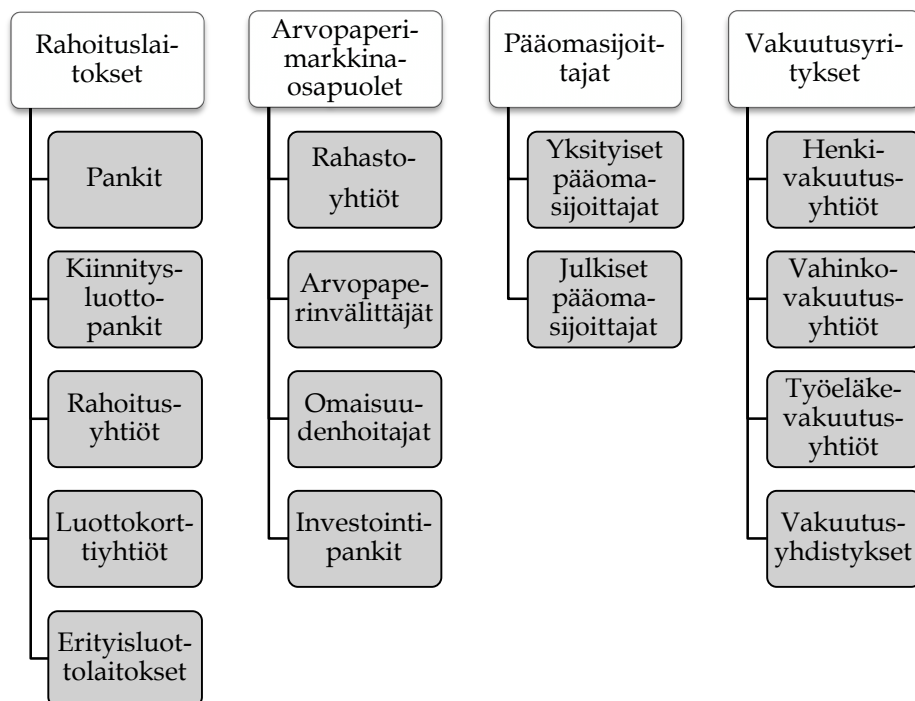 Rahoituslai-
tokset
Pankit
Kiinnitys-
luotto-
pankit
Rahoitus-
yhtiöt
Luottokort-
tiyhtiöt
Erityisluot-
tolaitokset
Arvopaperi-
markkina-
osapuolet
Rahasto-
yhtiöt
Arvopape-
rinvälittäjät
Omaisuu-
denhoitajat
Investointi-
pankit
Pääomasijoit-
tajat
Yksityiset
pääoma-
sijoittajat
Julkiset
pääoma-
sijoittajat
Vakuutusyri-
tykset
Henki-
vakuutus-
yhtiöt
Vahinko-
vakuutus-
yhtiöt
Työeläke-
vakuutus-
yhtiöt
Vakuutus-
yhdistykset